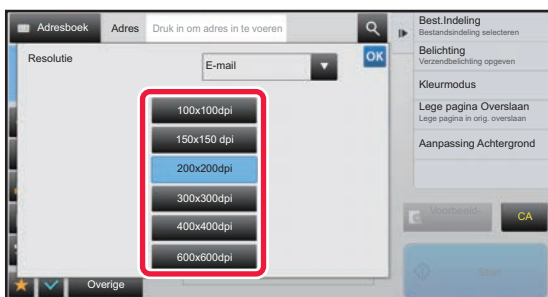 Adresboek
Adres
Druk in om adres in te voeren
Resolutie
E-mail
OK
100x100dpi
150x150 dpi
200x200dpi
300x300dpi
400x400dpi
600x600dpi
Overige
Best.Indeling
Bestandsindeling selecteren
Belichting
Verzendbelichting opgeven
Kleurmodus
Lege pagina Overslaan
Lege pagina in orig. overslaan
Aanpassing Achtergrond
Voorbeeld-
CA
Start